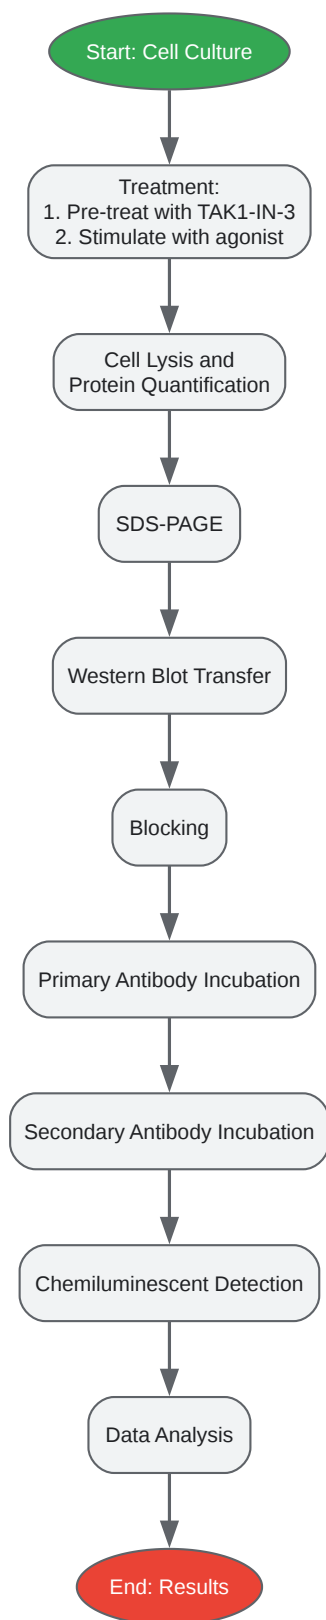 Start: Cell Culture
Treatment:
1. Pre-treat with TAK1-IN-3
2. Stimulate with agonist
Cell Lysis and
Protein Quantification
SDS-PAGE
Western Blot Transfer
Blocking
Primary Antibody Incubation
Secondary Antibody Incubation
Chemiluminescent Detection
Data Analysis
End: Results